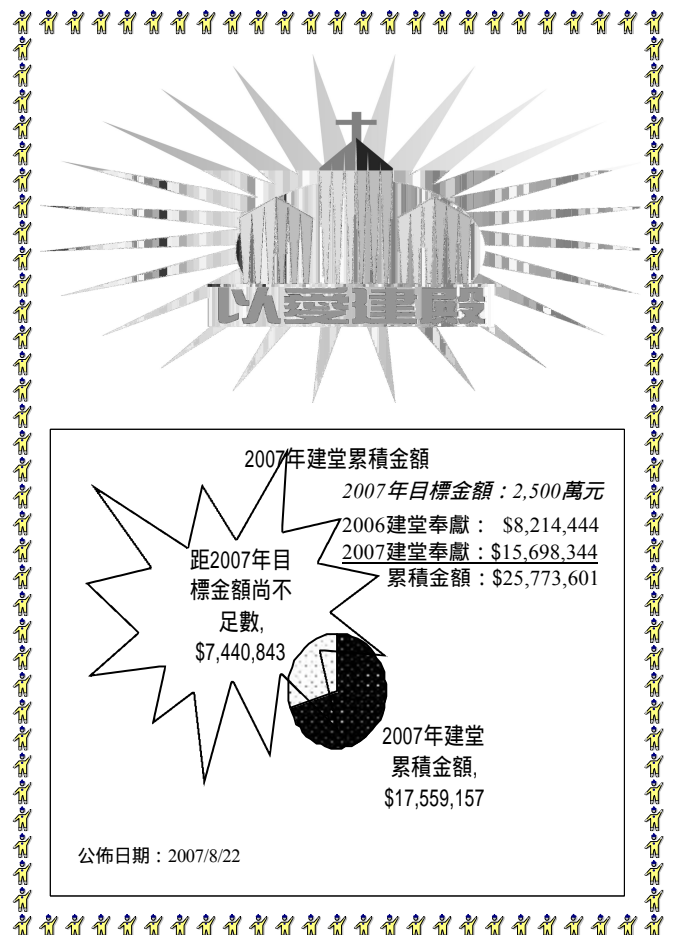 以愛建殿
2007年建堂累積金額
2007年目標金額：2,500萬元
2006建堂奉獻： $8,214,444
2007建堂奉獻：$15,698,344
累積金額：$25,773,601
距2007年目
標金額尚不
足數,
$7,440,843
2007年建堂
累積金額,
$17,559,157
公佈日期：2007/8/22